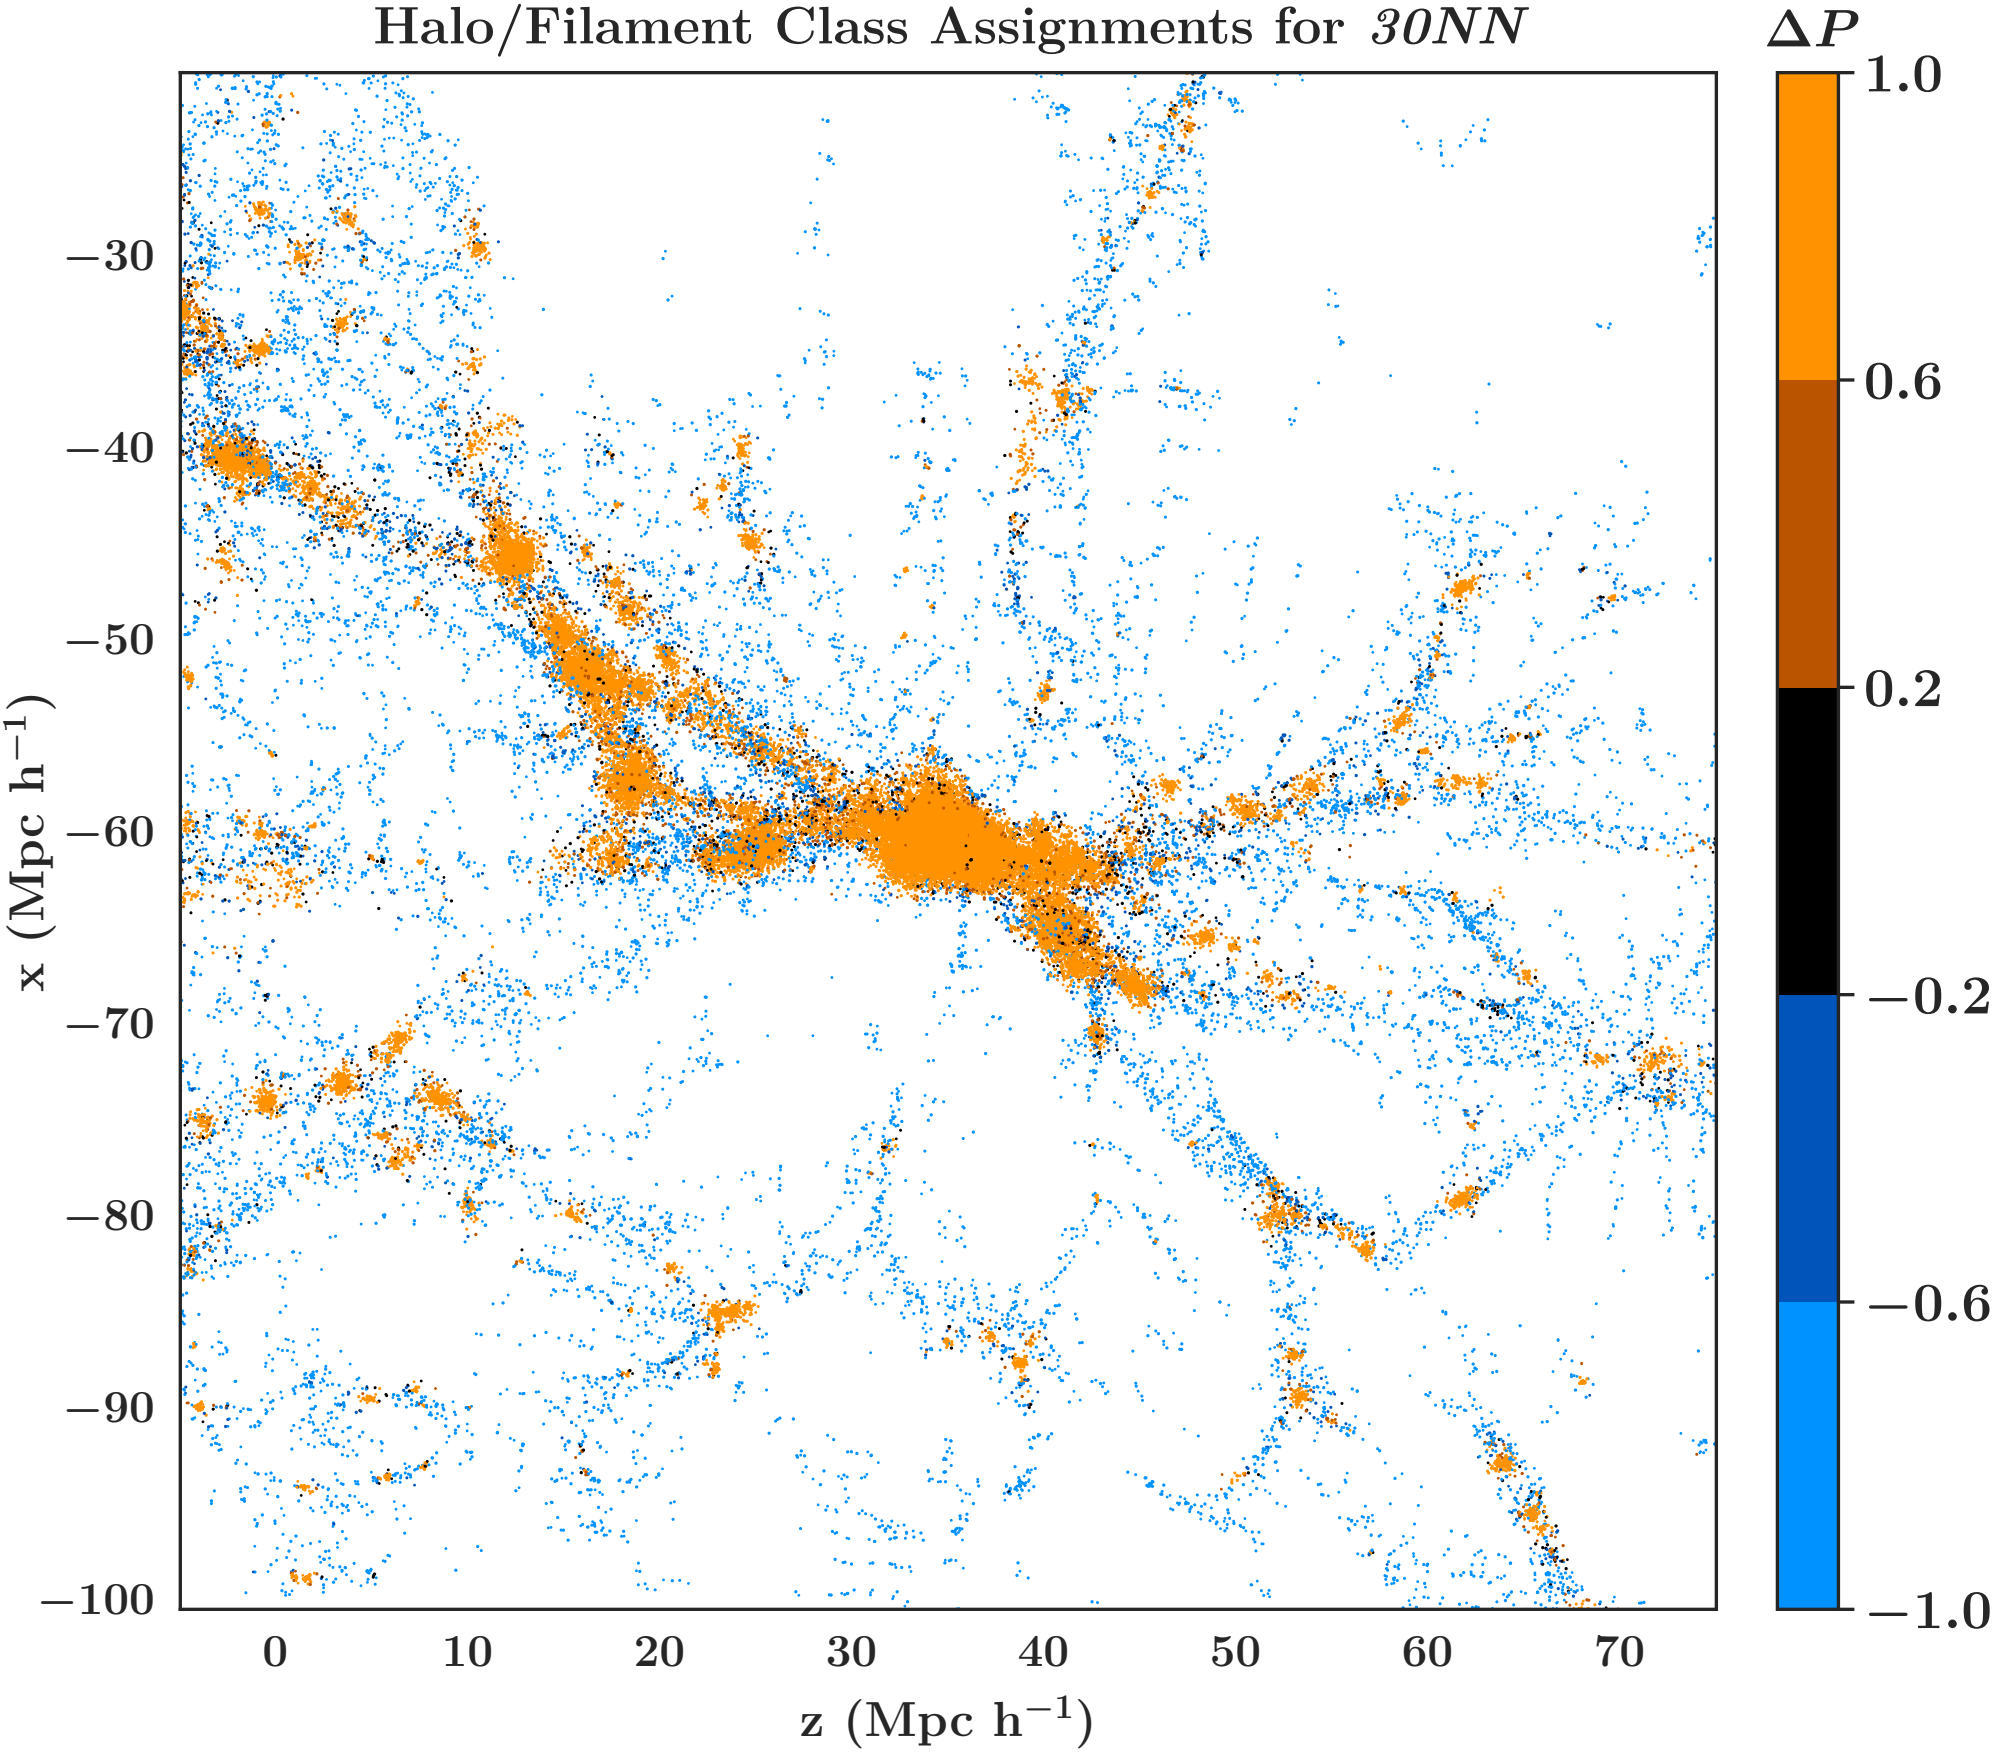 Halo/Filament Class Assignments for 30NN
ΔP
1.0
0.6
0.2
−0.2
−0.6
−1.0
x (Mpc h⁻¹)
−30
−40
−50
−60
−70
−80
−90
−100
0 10 20 30 40 50 60 70
z (Mpc h⁻¹)